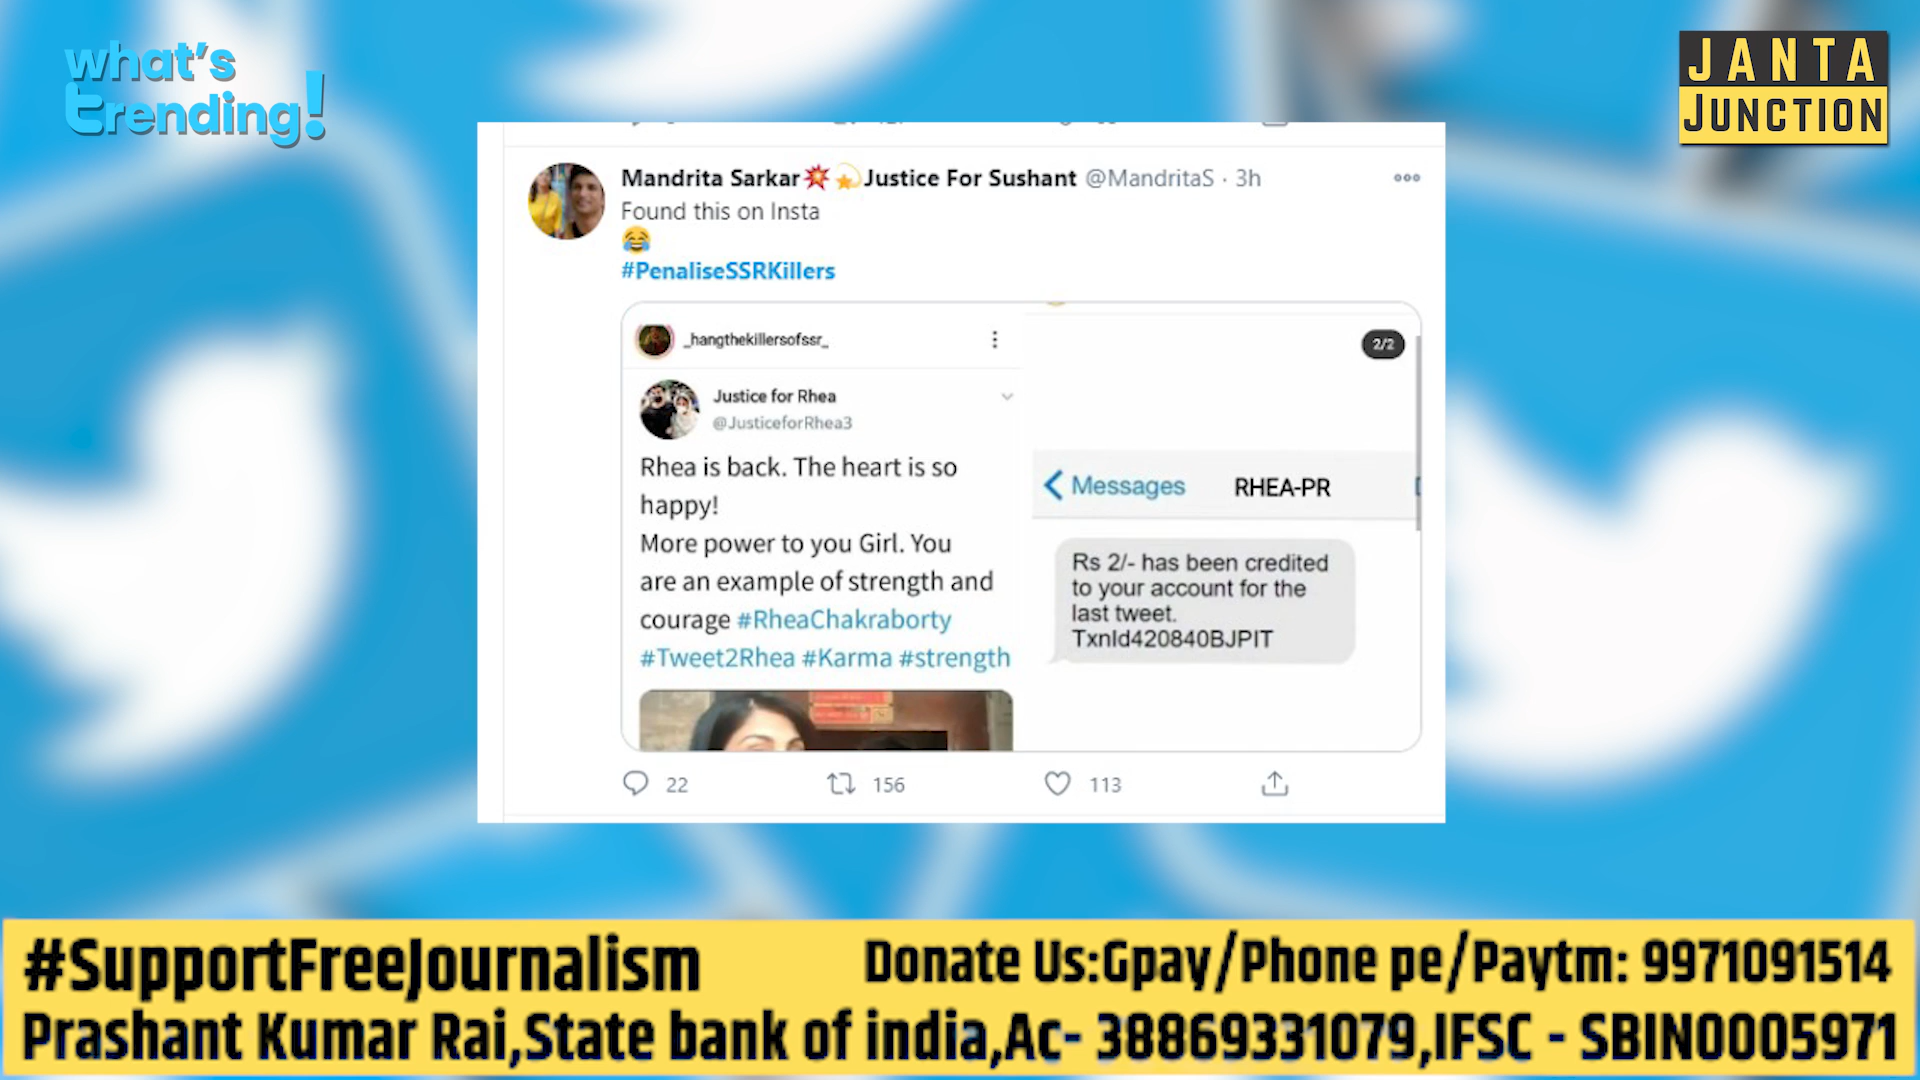 what's
trending!
JANTA
JUNCTION
Mandrita Sarkar💥💫Justice For Sushant @MandritaS · 3h
Found this on Insta
😂
#PenaliseSSRKillers
_hangthekillersofssr_
Justice for Rhea
@JusticeforRhea3
Rhea is back. The heart is so
happy!
More power to you Girl. You
are an example of strength and
courage #RheaChakraborty
#Tweet2Rhea #Karma #strength
2/2
Messages RHEA-PR
Rs 2/- has been credited
to your account for the
last tweet.
TxnId420840BJPIT
22 156 113
#SupportFreeJournalism Donate Us:Gpay/Phone pe/Paytm: 9971091514
Prashant Kumar Rai,State bank of india,Ac- 38869331079,IFSC - SBIN0005971